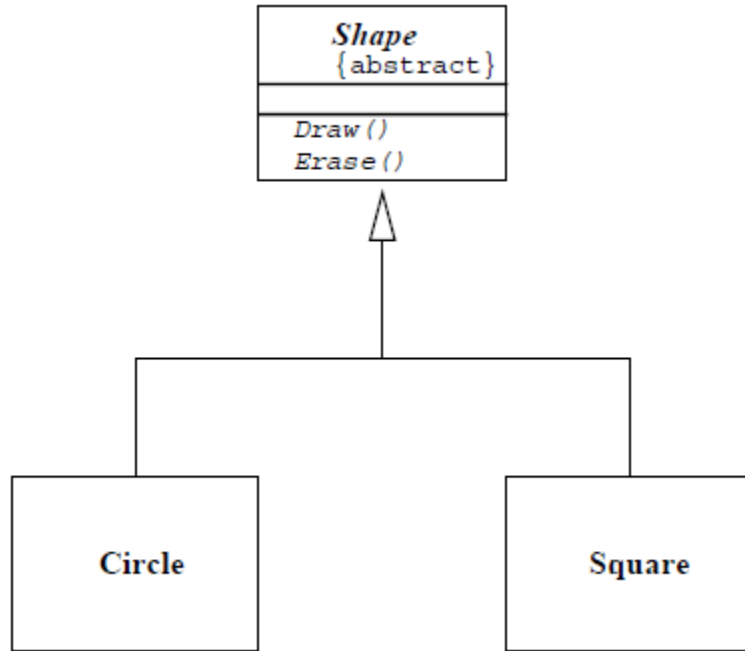 Shape
{abstract}
Draw()
Erase()
Circle
Square